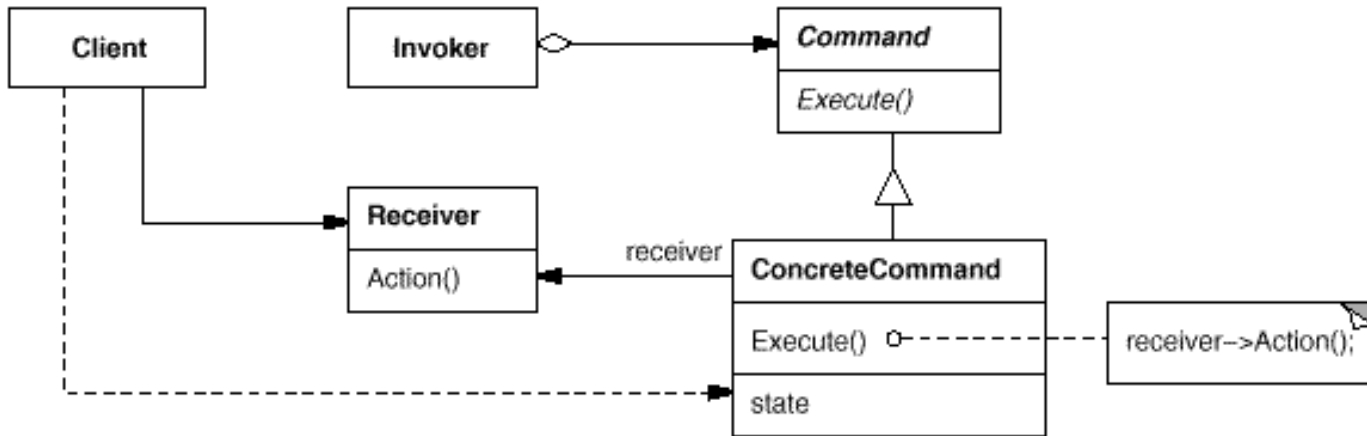 Client
Invoker
Command
Execute()
Receiver
Action()
receiver
ConcreteCommand
Execute()
receiver->Action();
state